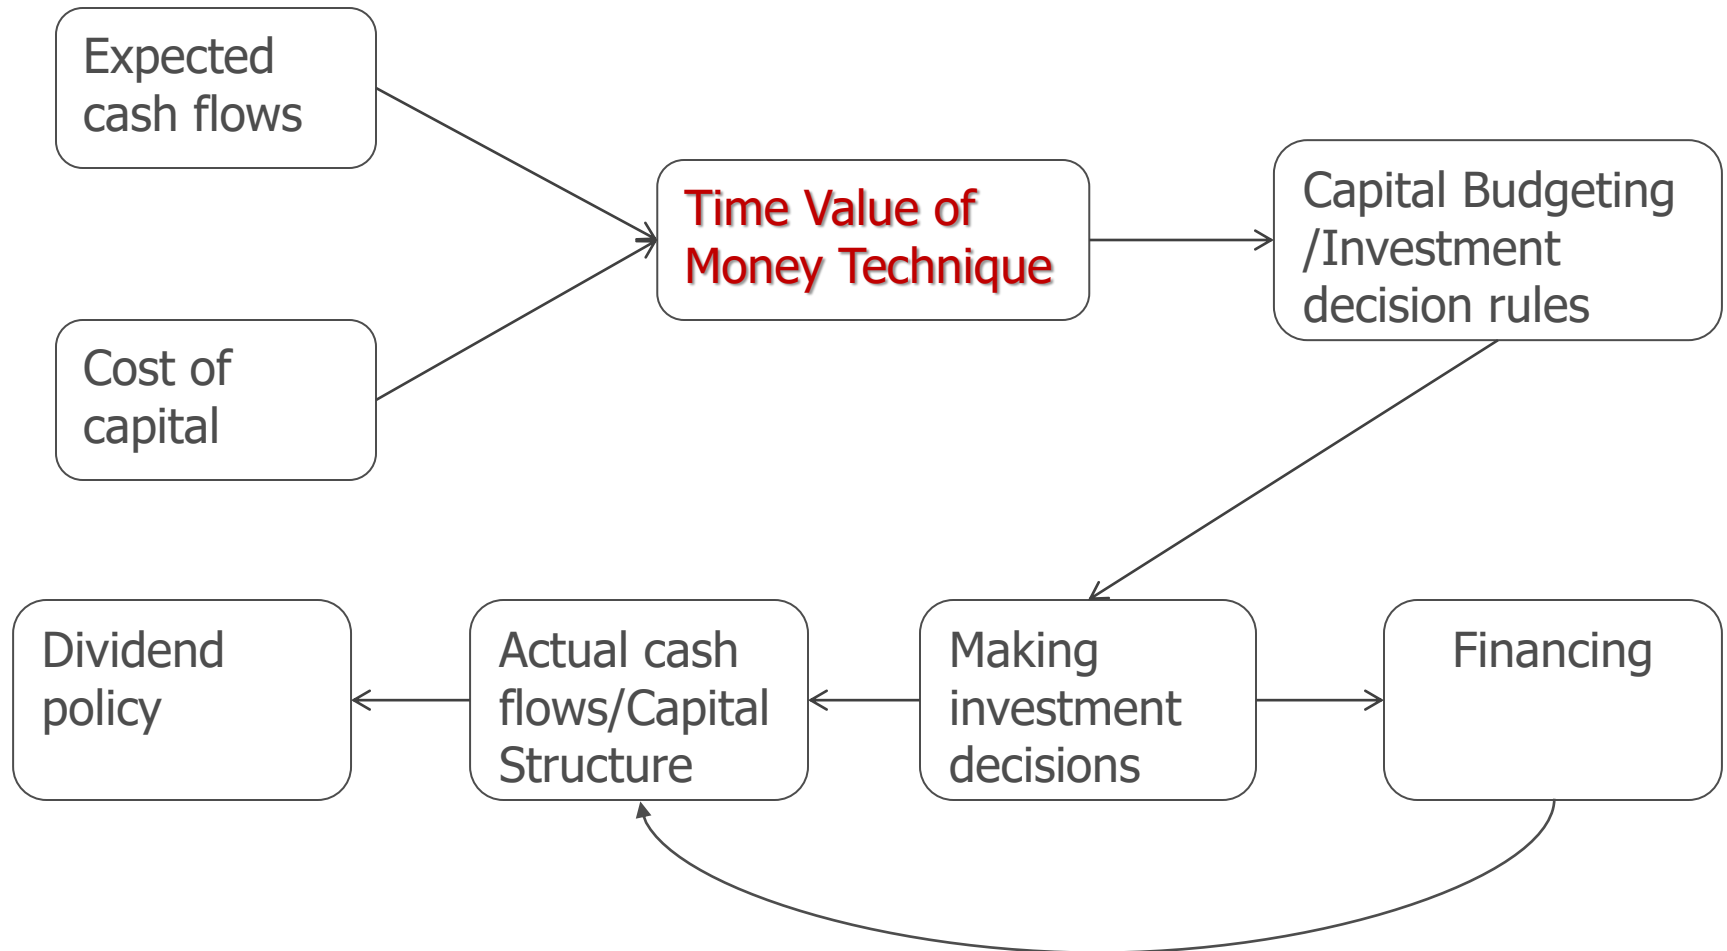 Expected
cash flows
Cost of
capital
Time Value of
Money Technique
Capital Budgeting
/Investment
decision rules
Dividend
policy
Actual cash
flows/Capital
Structure
Making
investment
decisions
Financing